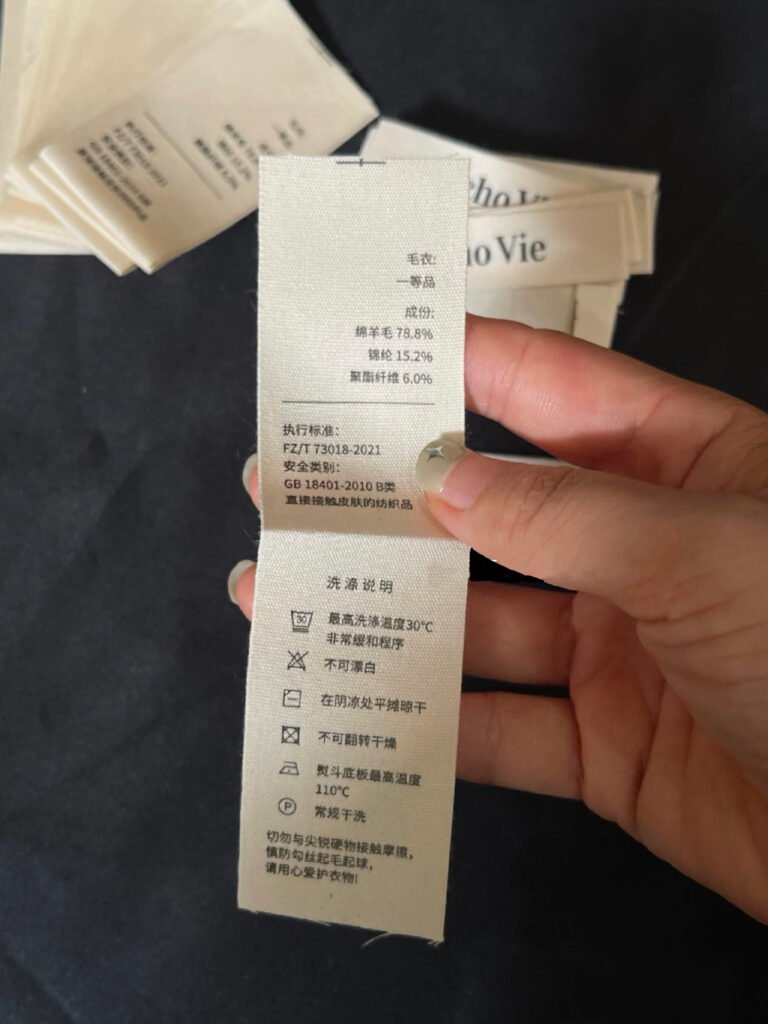 毛衣:
一等品
成份:
绵羊毛 78.8%
锦纶 15.2%
聚酯纤维 6.0%
执行标准:
FZ/T 73018-2021
安全类别:
GB 18401-2010 B类
直接接触皮肤的纺织品
洗涤说明
30
最高洗涤温度30℃
非常缓和程序
不可漂白
在阴凉处平摊晾干
不可翻转干燥
熨斗底板最高温度
110℃
P
常规干洗
切勿与尖锐硬物接触摩擦，
慎防勾丝起毛起球，
请用心爱护衣物!
cho Vie
ho Vie